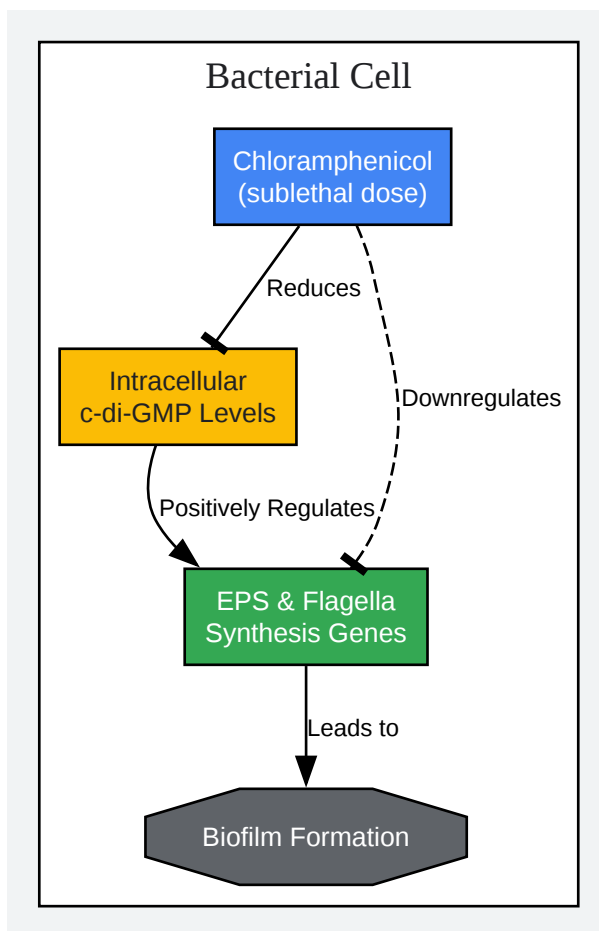 Bacterial Cell
Chloramphenicol
(sublethal dose)
Reduces
Intracellular
c-di-GMP Levels
Downregulates
Positively Regulates
EPS & Flagella
Synthesis Genes
Leads to
Biofilm Formation